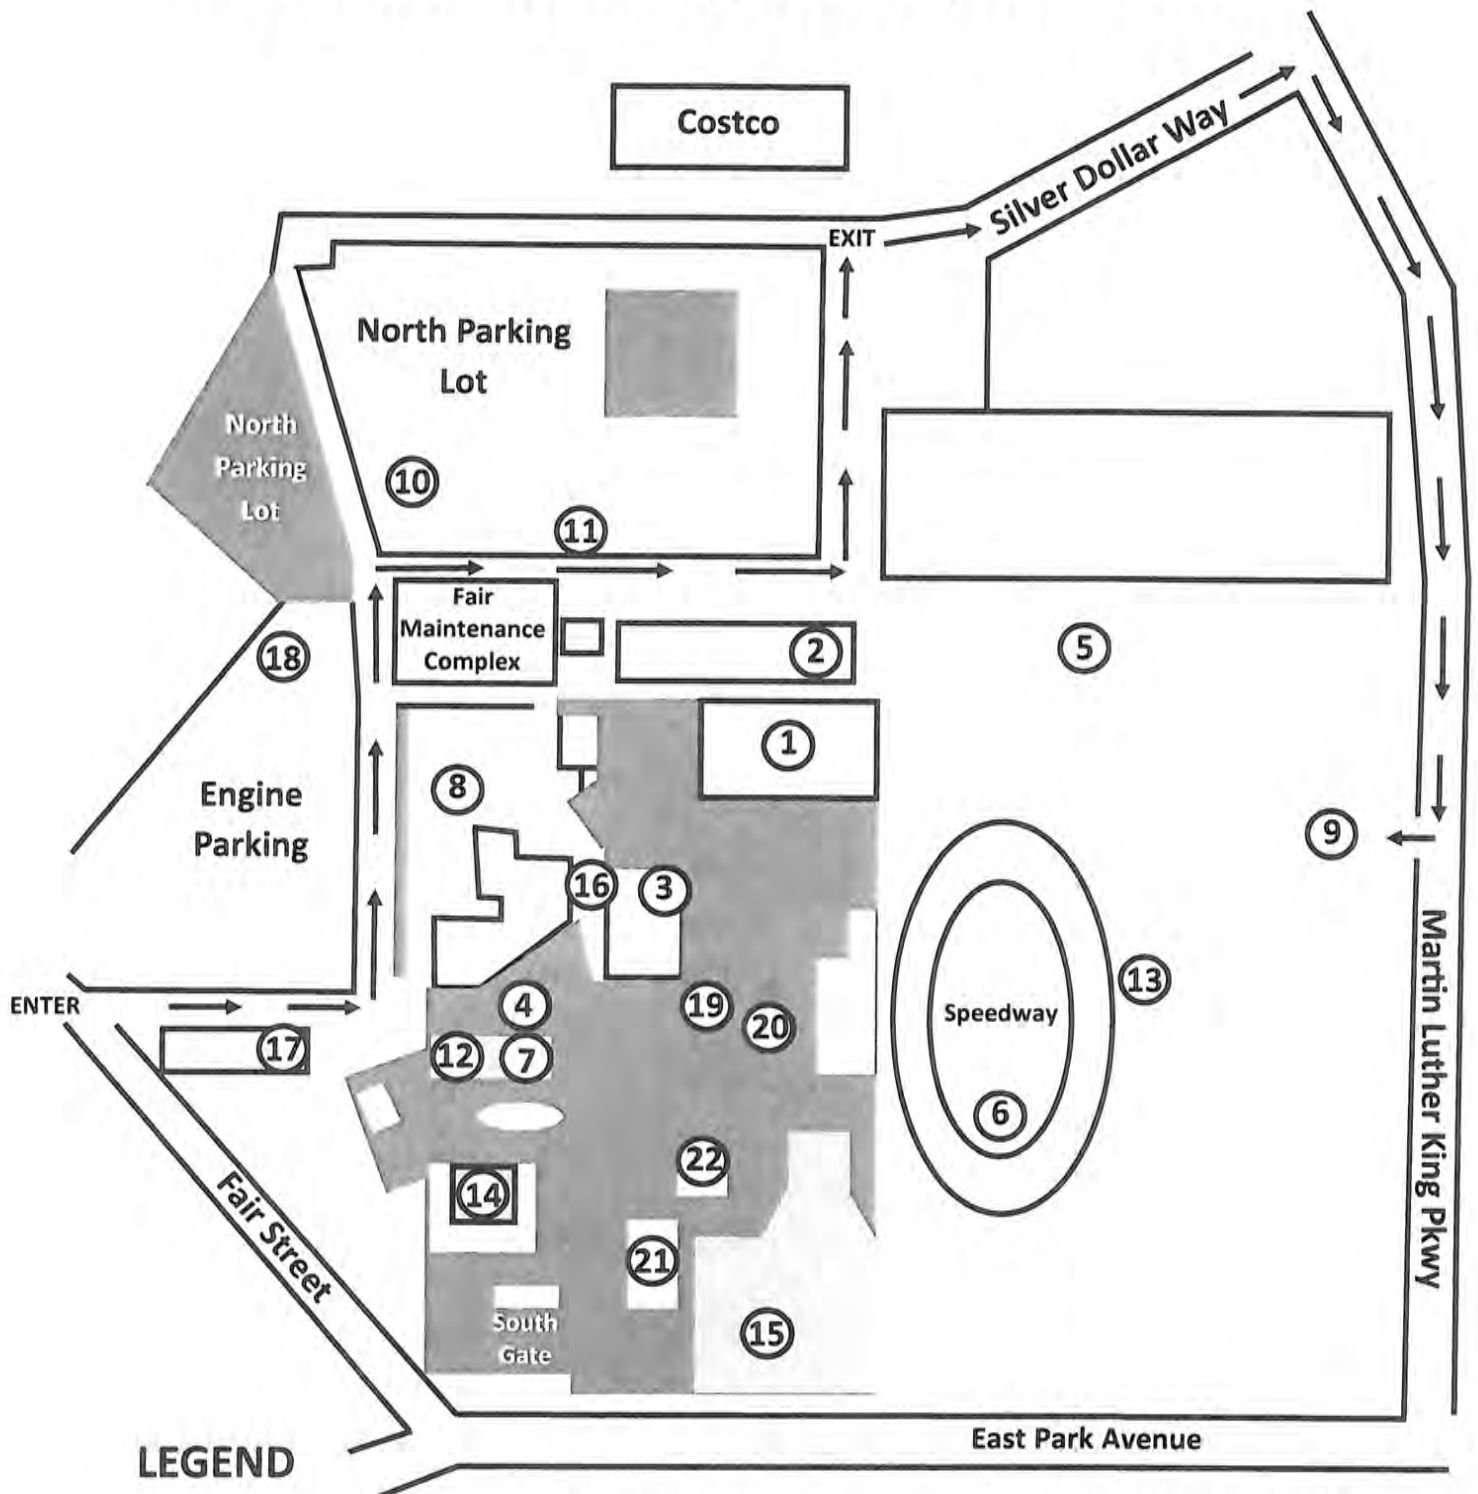 Costco
Silver Dollar Way
EXIT
North Parking
Lot
North
Parking
Lot
10
11
Fair
Maintenance
Complex
2
5
18
1
8
Engine
Parking
9
16
3
Martin Luther King Pkwy
13
ENTER
4
19
20
Speedway
17
12
7
6
22
14
Fair Street
21
South
Gate
15
East Park Avenue
LEGEND